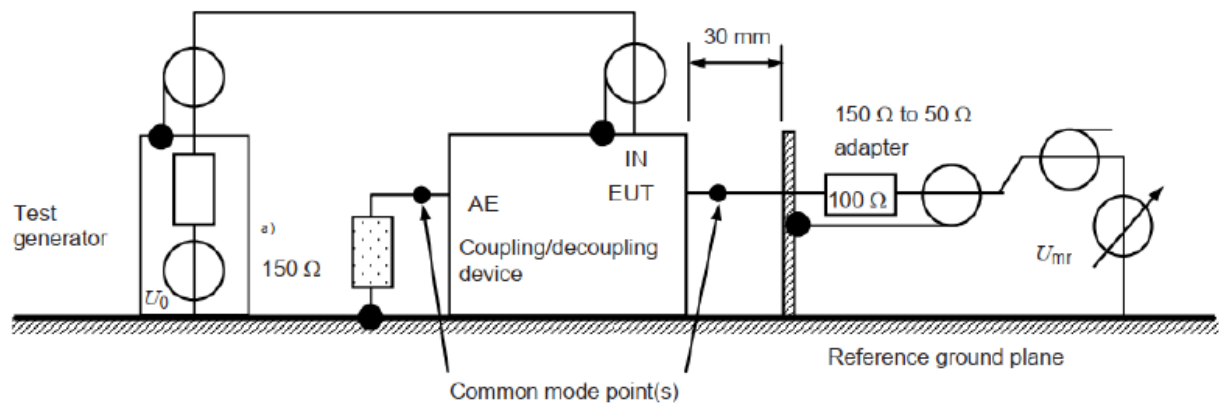 30 mm
150 Ω to 50 Ω
adapter
IN
EUT
100 Ω
AE
Test
generator
a)
150 Ω
Coupling/decoupling
device
U0
Umr
Reference ground plane
Common mode point(s)